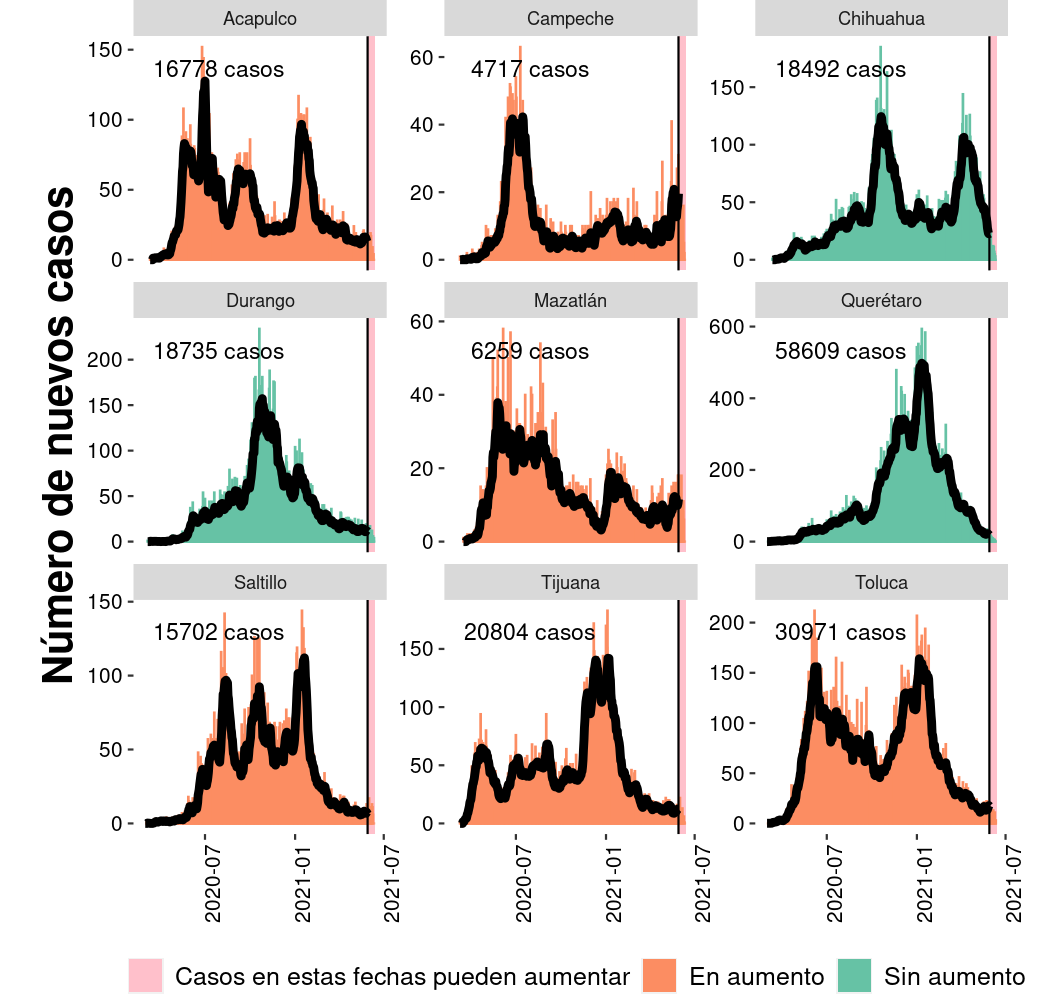 Número de nuevos casos
Acapulco
Campeche
Chihuahua
150
100
50
0
16778 casos
60
40
20
0
4717 casos
150
100
50
0
18492 casos
Durango
Mazatlán
Querétaro
200
150
100
50
0
18735 casos
60
40
20
0
6259 casos
600
400
200
0
58609 casos
Saltillo
Tijuana
Toluca
150
100
50
0
15702 casos
150
100
50
0
20804 casos
200
150
100
50
0
30971 casos
2020-07
2021-01
2021-07
2020-07
2021-01
2021-07
2020-07
2021-01
2021-07
Casos en estas fechas pueden aumentar
En aumento
Sin aumento